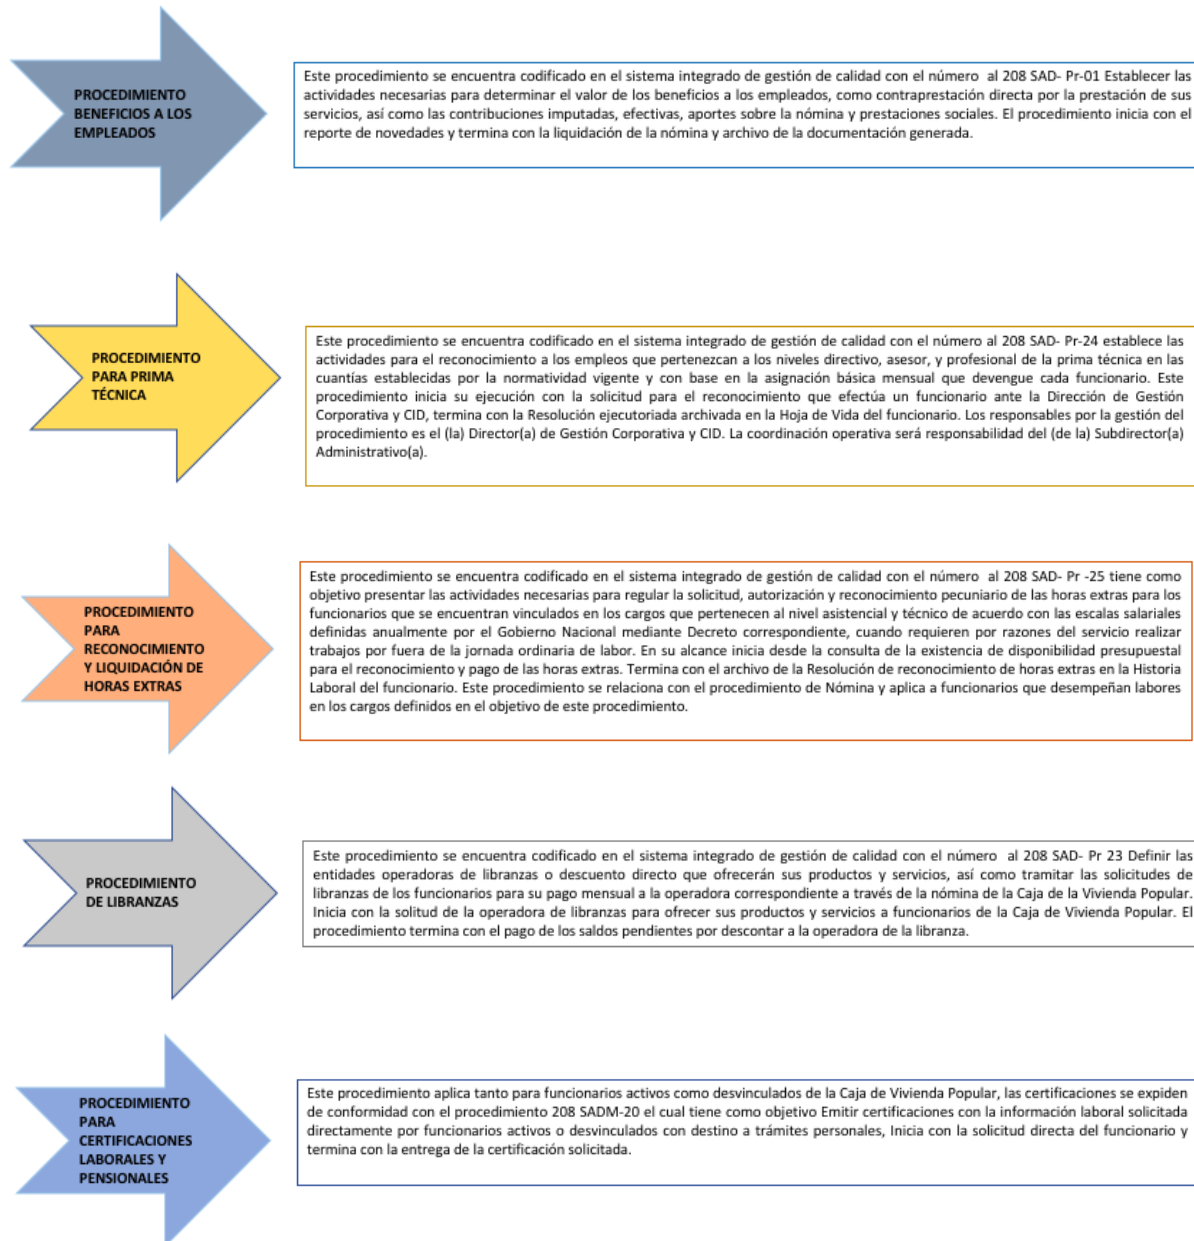 PROCEDIMIENTO
BENEFICIOS A LOS
EMPLEADOS
Este procedimiento se encuentra codificado en el sistema integrado de gestión de calidad con el número al 208 SAD- Pr-01 Establecer las
actividades necesarias para determinar el valor de los beneficios a los empleados, como contraprestación directa por la prestación de sus
servicios, así como las contribuciones imputadas, efectivas, aportes sobre la nómina y prestaciones sociales. El procedimiento inicia con el
reporte de novedades y termina con la liquidación de la nómina y archivo de la documentación generada.
PROCEDIMIENTO
PARA PRIMA
TÉCNICA
Este procedimiento se encuentra codificado en el sistema integrado de gestión de calidad con el número al 208 SAD- Pr-24 establece las
actividades para el reconocimiento a los empleos que pertenezcan a los niveles directivo, asesor, y profesional de la prima técnica en las
cuantías establecidas por la normatividad vigente y con base en la asignación básica mensual que devengue cada funcionario. Este
procedimiento inicia su ejecución con la solicitud para el reconocimiento que efectúa un funcionario ante la Dirección de Gestión
Corporativa y CID, termina con la Resolución ejecutoriada archivada en la Hoja de Vida del funcionario. Los responsables por la gestión del
procedimiento es el (la) Director(a) de Gestión Corporativa y CID. La coordinación operativa será responsabilidad del (de la) Subdirector(a)
Administrativo(a).
PROCEDIMIENTO
PARA
RECONOCIMIENTO
Y LIQUIDACIÓN DE
HORAS EXTRAS
Este procedimiento se encuentra codificado en el sistema integrado de gestión de calidad con el número al 208 SAD- Pr -25 tiene como
objetivo presentar las actividades necesarias para regular la solicitud, autorización y reconocimiento pecuniario de las horas extras para los
funcionarios que se encuentran vinculados en los cargos que pertenecen al nivel asistencial y técnico de acuerdo con las escalas salariales
definidas anualmente por el Gobierno Nacional mediante Decreto correspondiente, cuando requieren por razones del servicio realizar
trabajos por fuera de la jornada ordinaria de labor. En su alcance inicia desde la consulta de la existencia de disponibilidad presupuestal
para el reconocimiento y pago de las horas extras. Termina con el archivo de la Resolución de reconocimiento de horas extras en la Historia
Laboral del funcionario. Este procedimiento se relaciona con el procedimiento de Nómina y aplica a funcionarios que desempeñan labores
en los cargos definidos en el objetivo de este procedimiento.
PROCEDIMIENTO
DE LIBRANZAS
Este procedimiento se encuentra codificado en el sistema integrado de gestión de calidad con el número al 208 SAD- Pr 23 Definir las
entidades operadoras de libranzas o descuento directo que ofrecerán sus productos y servicios, así como tramitar las solicitudes de
libranzas de los funcionarios para su pago mensual a la operadora correspondiente a través de la nómina de la Caja de la Vivienda Popular.
Inicia con la solitud de la operadora de libranzas para ofrecer sus productos y servicios a funcionarios de la Caja de Vivienda Popular. El
procedimiento termina con el pago de los saldos pendientes por descontar a la operadora de la libranza.
PROCEDIMIENTO
PARA
CERTIFICACIONES
LABORALES Y
PENSIONALES
Este procedimiento aplica tanto para funcionarios activos como desvinculados de la Caja de Vivienda Popular, las certificaciones se expiden
de conformidad con el procedimiento 208 SADM-20 el cual tiene como objetivo Emitir certificaciones con la información laboral solicitada
directamente por funcionarios activos o desvinculados con destino a trámites personales, Inicia con la solicitud directa del funcionario y
termina con la entrega de la certificación solicitada.